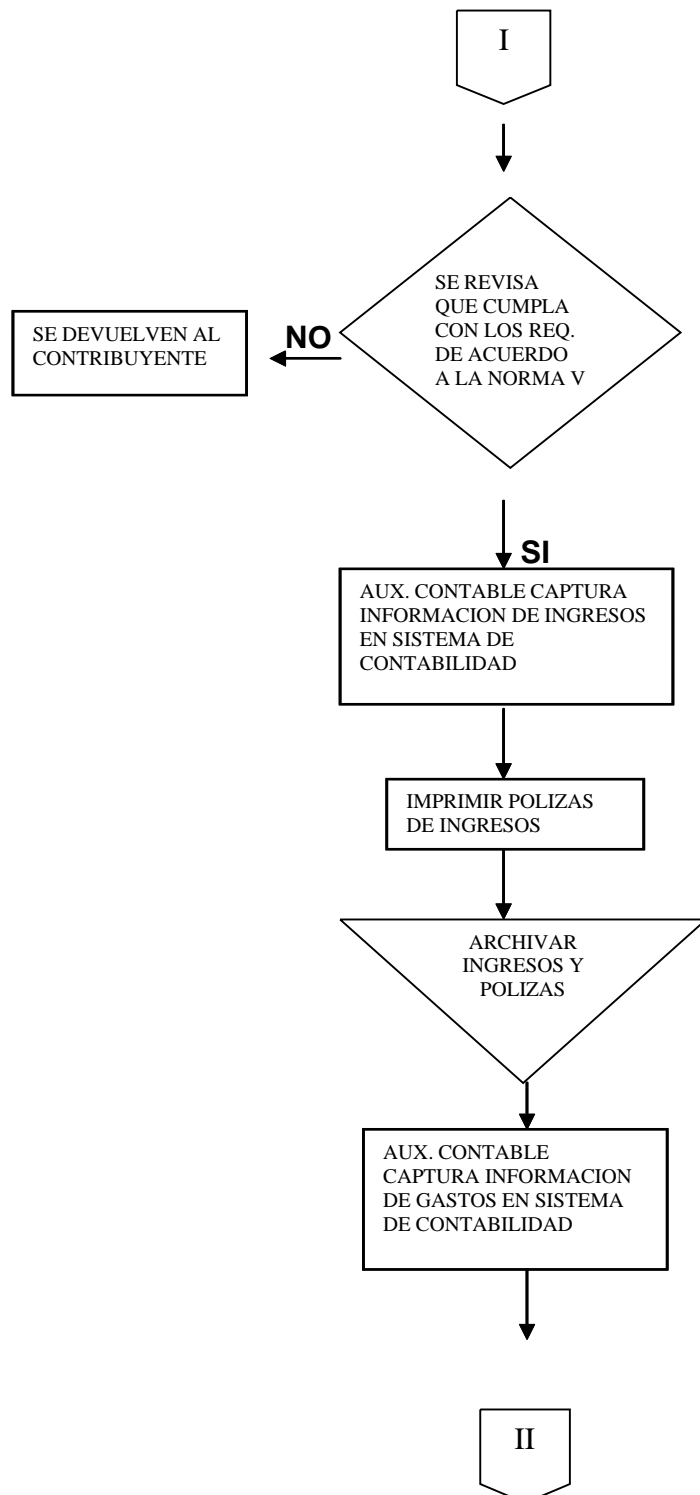 I
SE REVISA
QUE CUMPLA
CON LOS REQ.
DE ACUERDO
A LA NORMA V
NO
SE DEVUELVEN AL
CONTRIBUYENTE
SI
AUX. CONTABLE CAPTURA
INFORMACION DE INGRESOS
EN SISTEMA DE
CONTABILIDAD
IMPRIMIR POLIZAS
DE INGRESOS
ARCHIVAR
INGRESOS Y
POLIZAS
AUX. CONTABLE
CAPTURA INFORMACION
DE GASTOS EN SISTEMA
DE CONTABILIDAD
II